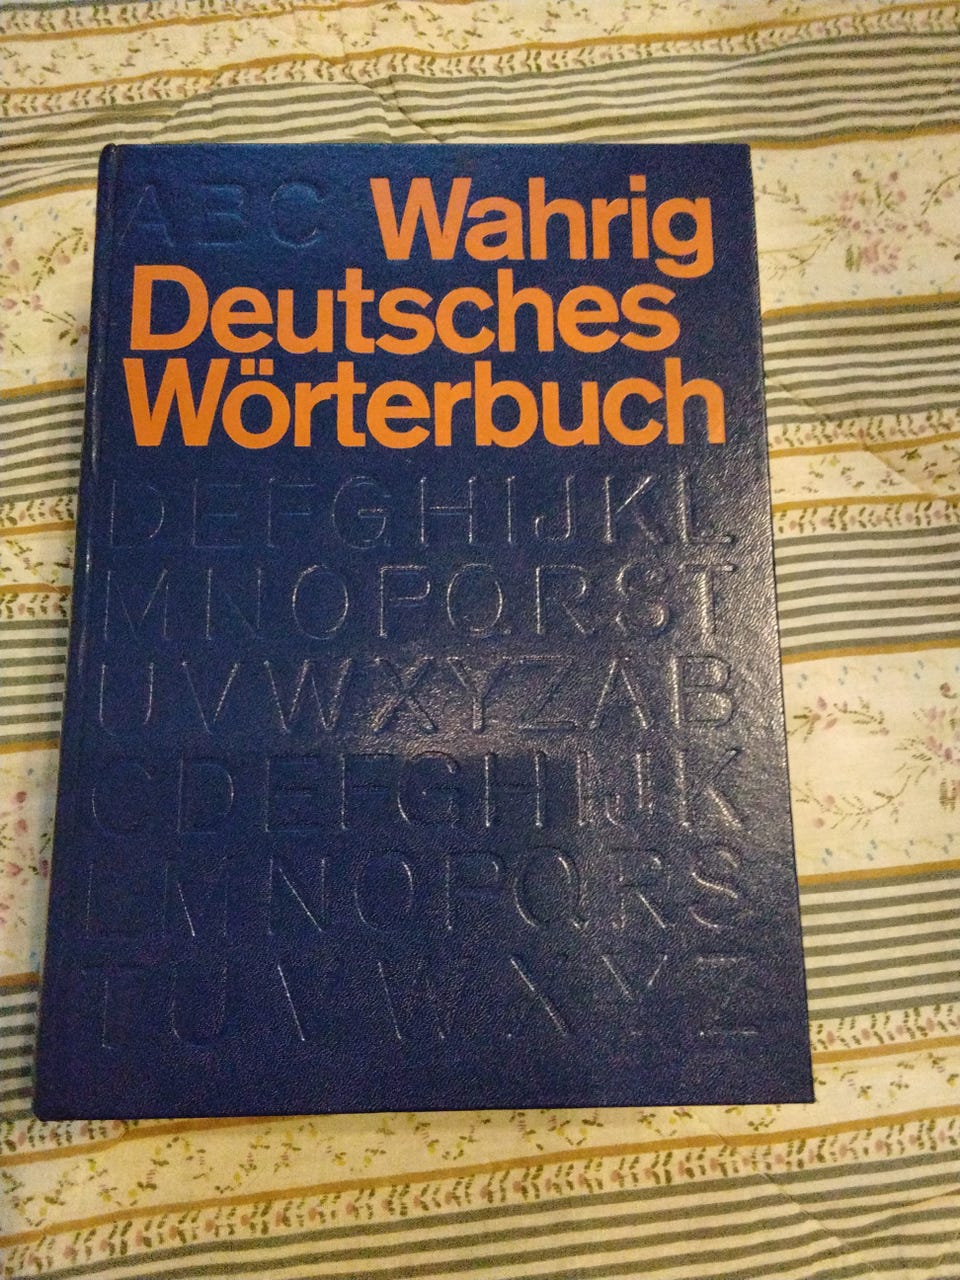 ABC Wahrig
Deutsches
Wörterbuch
DEFGHIJKL
MNOPQRST
UVWXYZAB
CDEFGHIJK
LMNOPQRS
TUVWXYZ